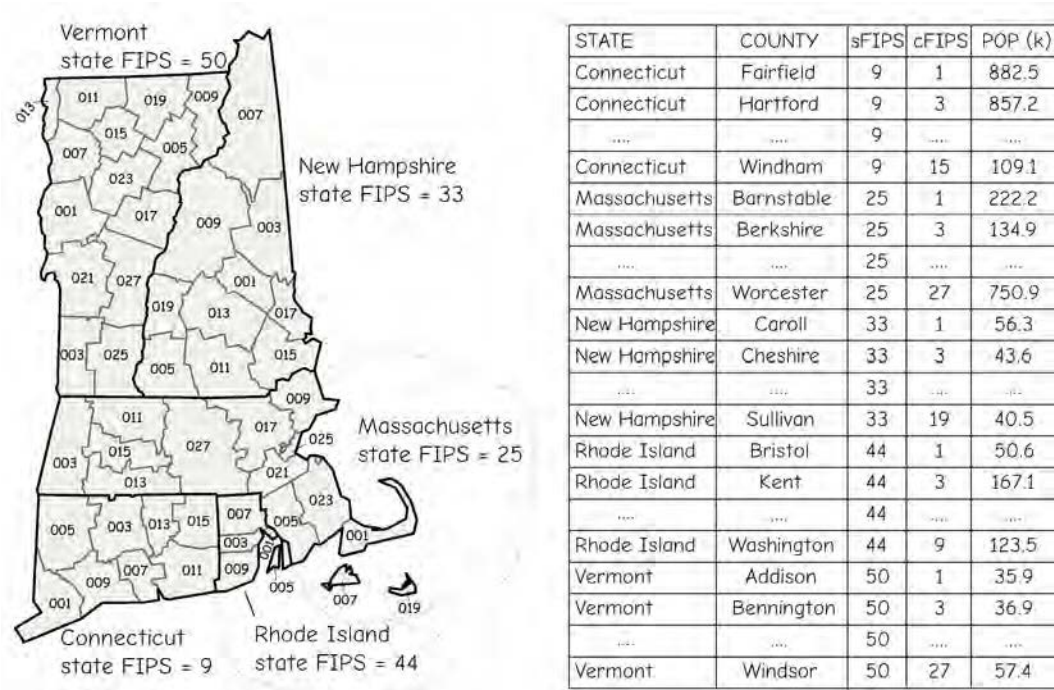 Vermont
state FIPS = 50
013
011
019
009
007
015
005
007
023
New Hampshire
state FIPS = 33
001
017
009
003
021
027
001
019
013
017
003
025
005
011
015
009
011
017
Massachusetts
state FIPS = 25
025
003
015
027
013
021
023
005
003
013
015
007
005
001
003
001
009
007
011
009
005
007
019
001
Connecticut
state FIPS = 9
Rhode Island
state FIPS = 44
STATE COUNTY sFIPS cFIPS POP (k)
Connecticut Fairfield 9 1 882.5
Connecticut Hartford 9 3 857.2
.... 9 .... ....
Connecticut Windham 9 15 109.1
Massachusetts Barnstable 25 1 222.2
Massachusetts Berkshire 25 3 134.9
.... .... 25 .... ....
Massachusetts Worcester 25 27 750.9
New Hampshire Caroll 33 1 56.3
New Hampshire Cheshire 33 3 43.6
.... .... 33 .... ....
New Hampshire Sullivan 33 19 40.5
Rhode Island Bristol 44 1 50.6
Rhode Island Kent 44 3 167.1
.... .... 44 .... ....
Rhode Island Washington 44 9 123.5
Vermont Addison 50 1 35.9
Vermont Bennington 50 3 36.9
.... .... 50 .... ....
Vermont Windsor 50 27 57.4